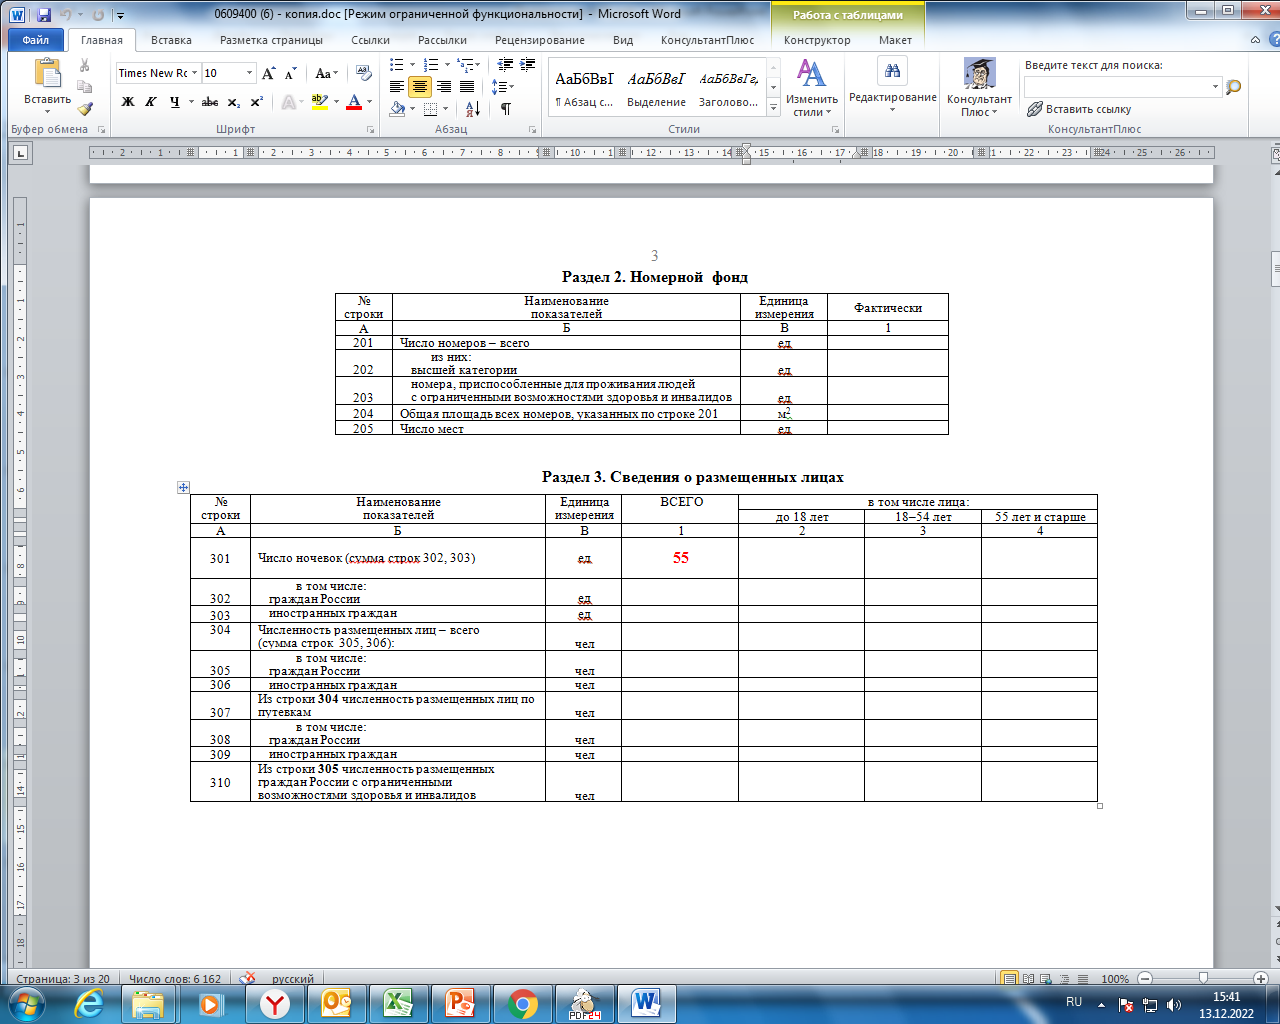 0609400 (6) - копия.doc [Режим ограниченной функциональности] - Microsoft Word
Работа с таблицами
Файл Главная Вставка Разметка страницы Ссылки Рассылки Рецензирование Вид КонсультантПлюс Конструктор Макет
Вставить
Буфер обмена
Times New Rc 10
Ж К Ч abc x₂ x²
Шрифт
Абзац
АаБбВвІ АаБбВвІ АаБбВвГг,
¶ Абзац с... Выделение Заголово...
Изменить стили
Стили
Редактирование
Консультант Плюс
Введите текст для поиска:
Вставить ссылку
КонсультантПлюс
3
Раздел 2. Номерной фонд
№ строки Наименование показателей Единица измерения Фактически
А Б В 1
201 Число номеров – всего ед
202 из них: высшей категории ед
203 номера, приспособленные для проживания людей с ограниченными возможностями здоровья и инвалидов ед
204 Общая площадь всех номеров, указанных по строке 201 м²
205 Число мест ед
Раздел 3. Сведения о размещенных лицах
№ строки Наименование показателей Единица измерения ВСЕГО в том числе лица:
до 18 лет 18–54 лет 55 лет и старше
А Б В 1 2 3 4
301 Число ночевок (сумма строк 302, 303) ед 55
302 в том числе: граждан России ед
303 иностранных граждан ед
304 Численность размещенных лиц – всего (сумма строк 305, 306): чел
305 в том числе: граждан России чел
306 иностранных граждан чел
307 Из строки 304 численность размещенных лиц по путевкам чел
308 в том числе: граждан России чел
309 иностранных граждан чел
310 Из строки 305 численность размещенных граждан России с ограниченными возможностями здоровья и инвалидов чел
Страница: 3 из 20 Число слов: 6 162 русский 100%
PDF24
RU 15:41
13.12.2022